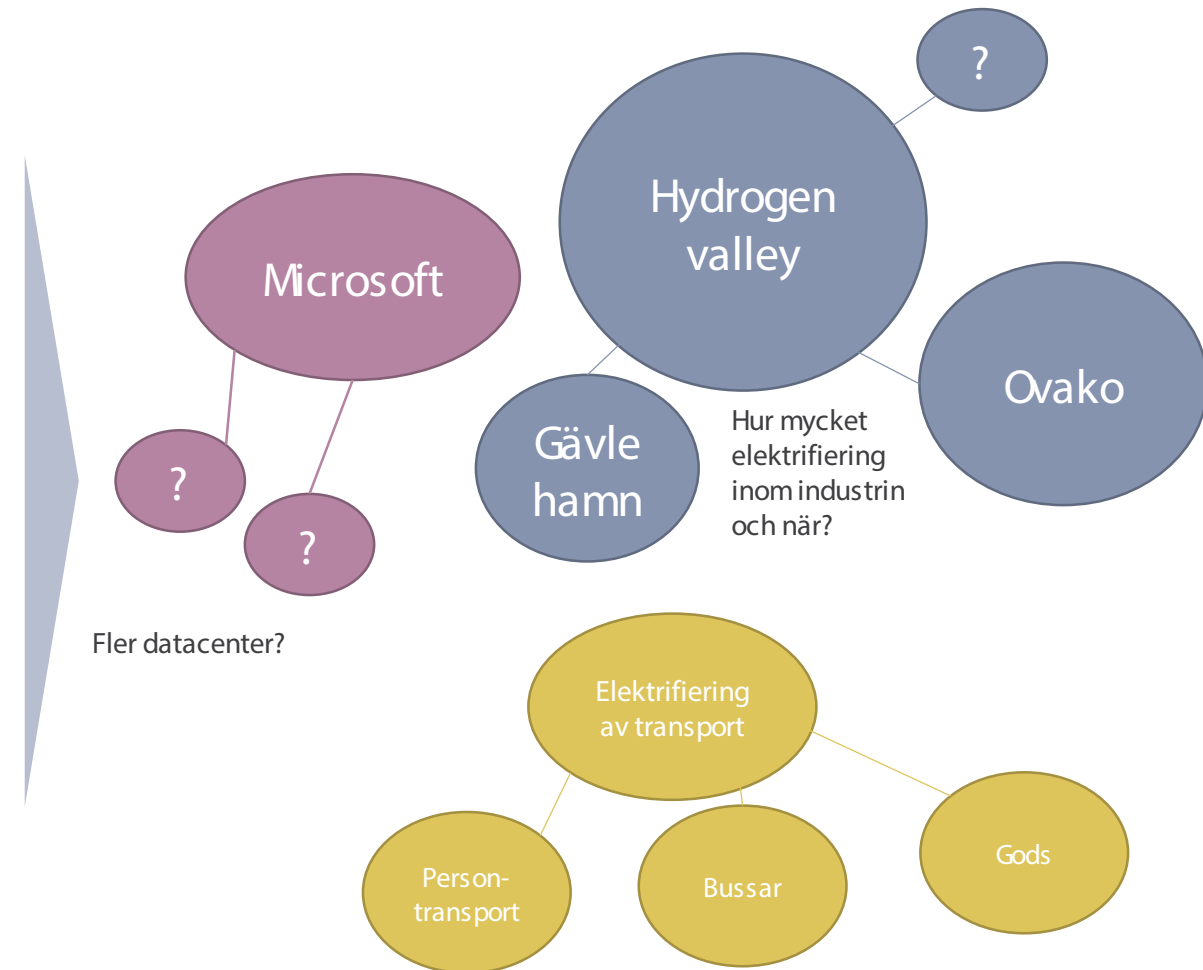 ?
Hydrogen
valley
Microsoft
Ovako
Gävle
hamn
Hur mycket
elektrifiering
inom industrin
och när?
?
?
Fler datacenter?
Elektrifiering
av transport
Person-
transport
Bussar
Gods